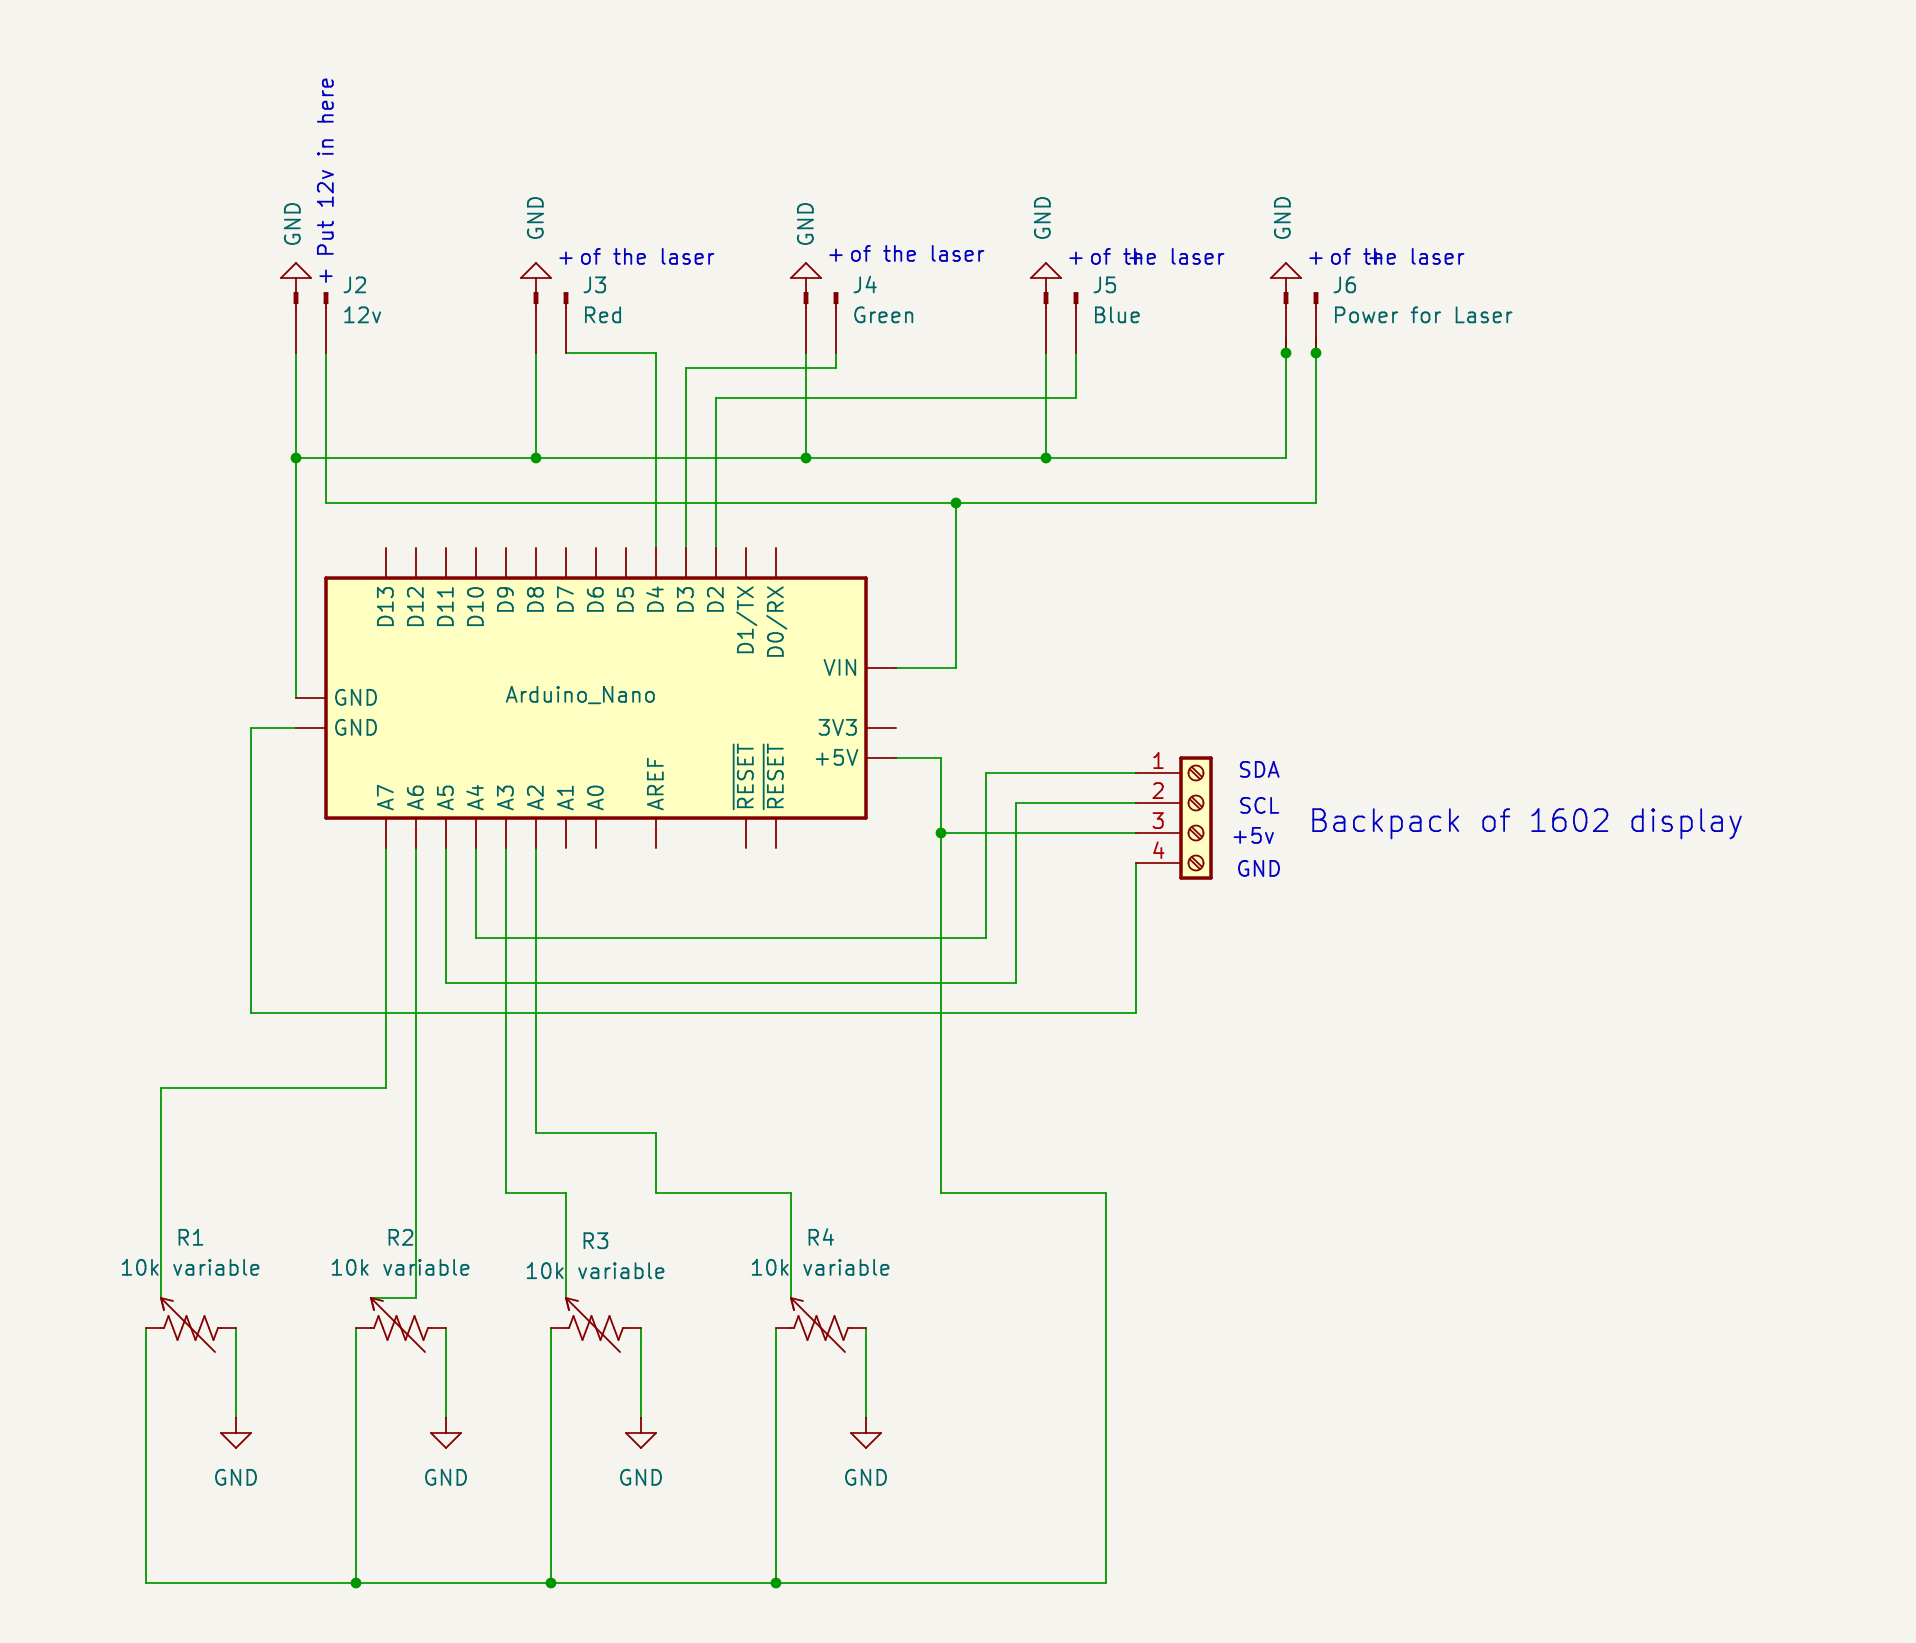 + Put 12v in here
GND
GND
GND
GND
GND
+ of the laser
+ of the laser
+ of the laser
+
+ of the laser
+
J2
12v
J3
Red
J4
Green
J5
Blue
J6
Power for Laser
D13
D12
D11
D10
D9
D8
D7
D6
D5
D4
D3
D2
D1/TX
D0/RX
VIN
Arduino_Nano
GND
GND
3V3
+5V
A7
A6
A5
A4
A3
A2
A1
A0
AREF
RESET
RESET
1
2
3
4
SDA
SCL
+5v
GND
Backpack of 1602 display
R1
10k variable
R2
10k variable
R3
10k variable
R4
10k variable
GND
GND
GND
GND